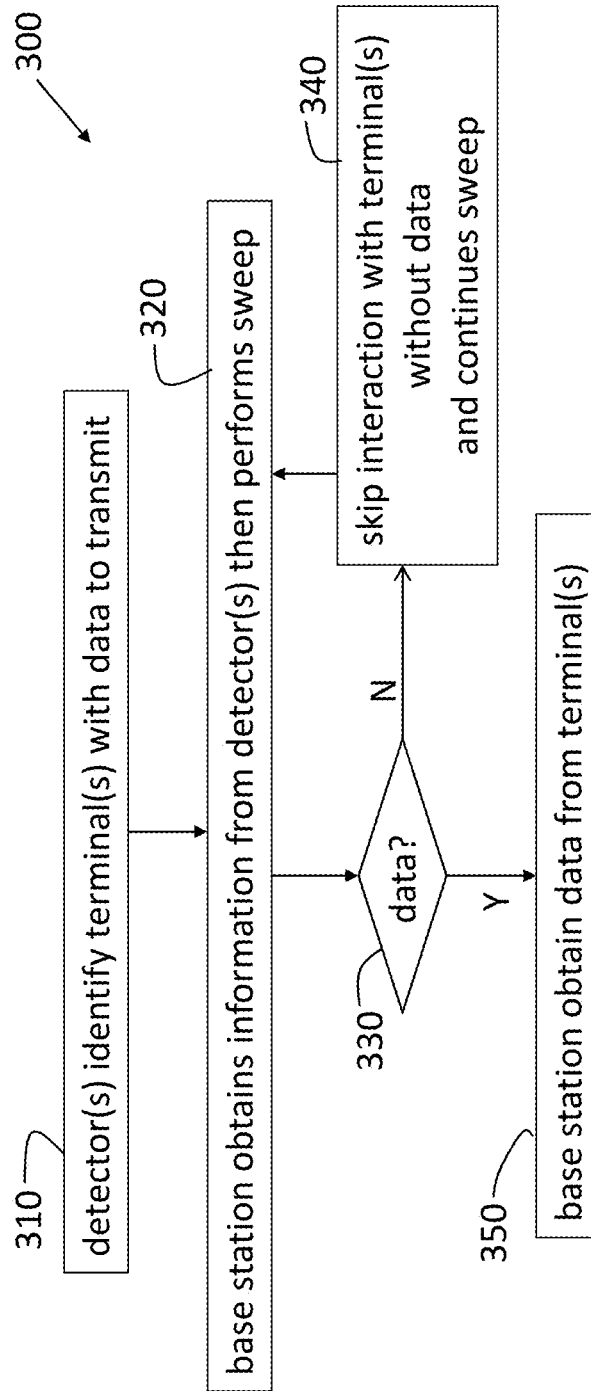 300
310
detector(s) identify terminal(s) with data to transmit
320
base station obtains information from detector(s) then performs sweep
330
data?
N
340
skip interaction with terminal(s)
without data
and continues sweep
Y
350
base station obtain data from terminal(s)